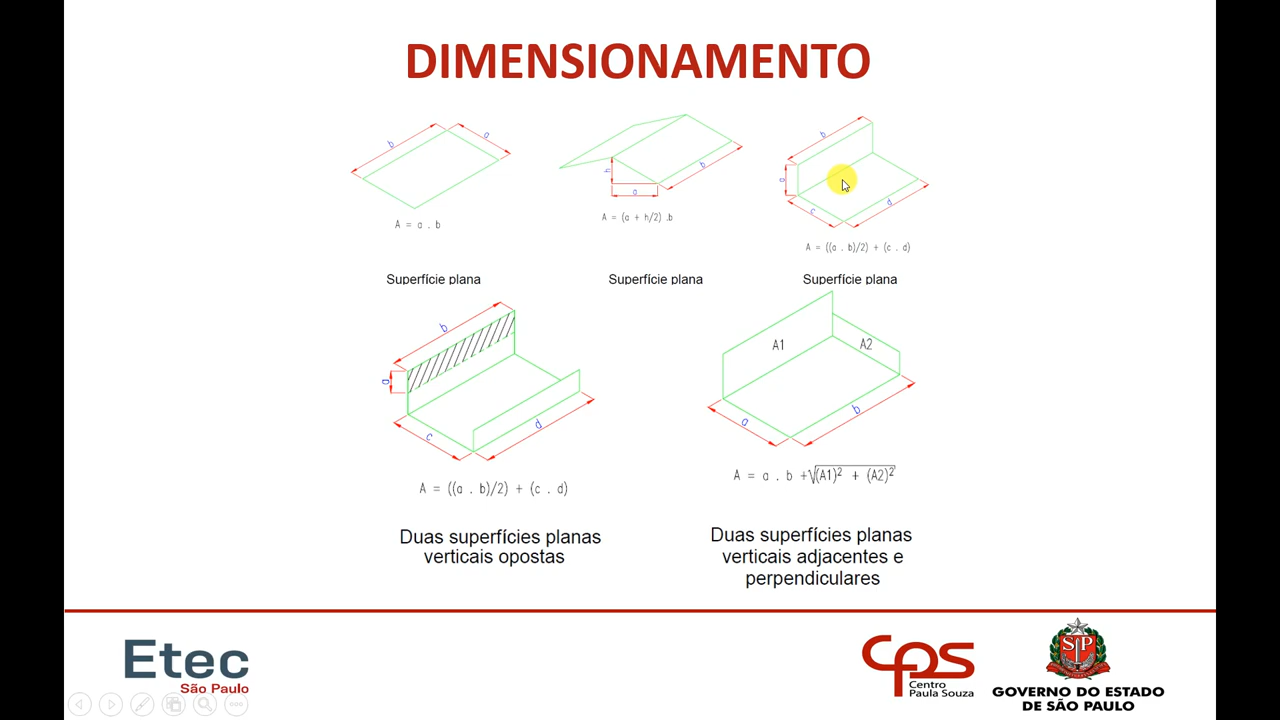 DIMENSIONAMENTO
b
a
A = a . b
h
a
b
A = (a + h/2) .b
b
a
c
d
A = ((a . b)/2) + (c . d)
Superfície plana
Superfície plana
Superfície plana
b
a
c
d
A = ((a . b)/2) + (c . d)
A1
A2
a
b
A = a . b +√(A1)² + (A2)²
Duas superfícies planas
verticais opostas
Duas superfícies planas
verticais adjacentes e
perpendiculares
Etec
São Paulo
cps
Centro
Paula Souza
SP
GOVERNO DO ESTADO
DE SÃO PAULO